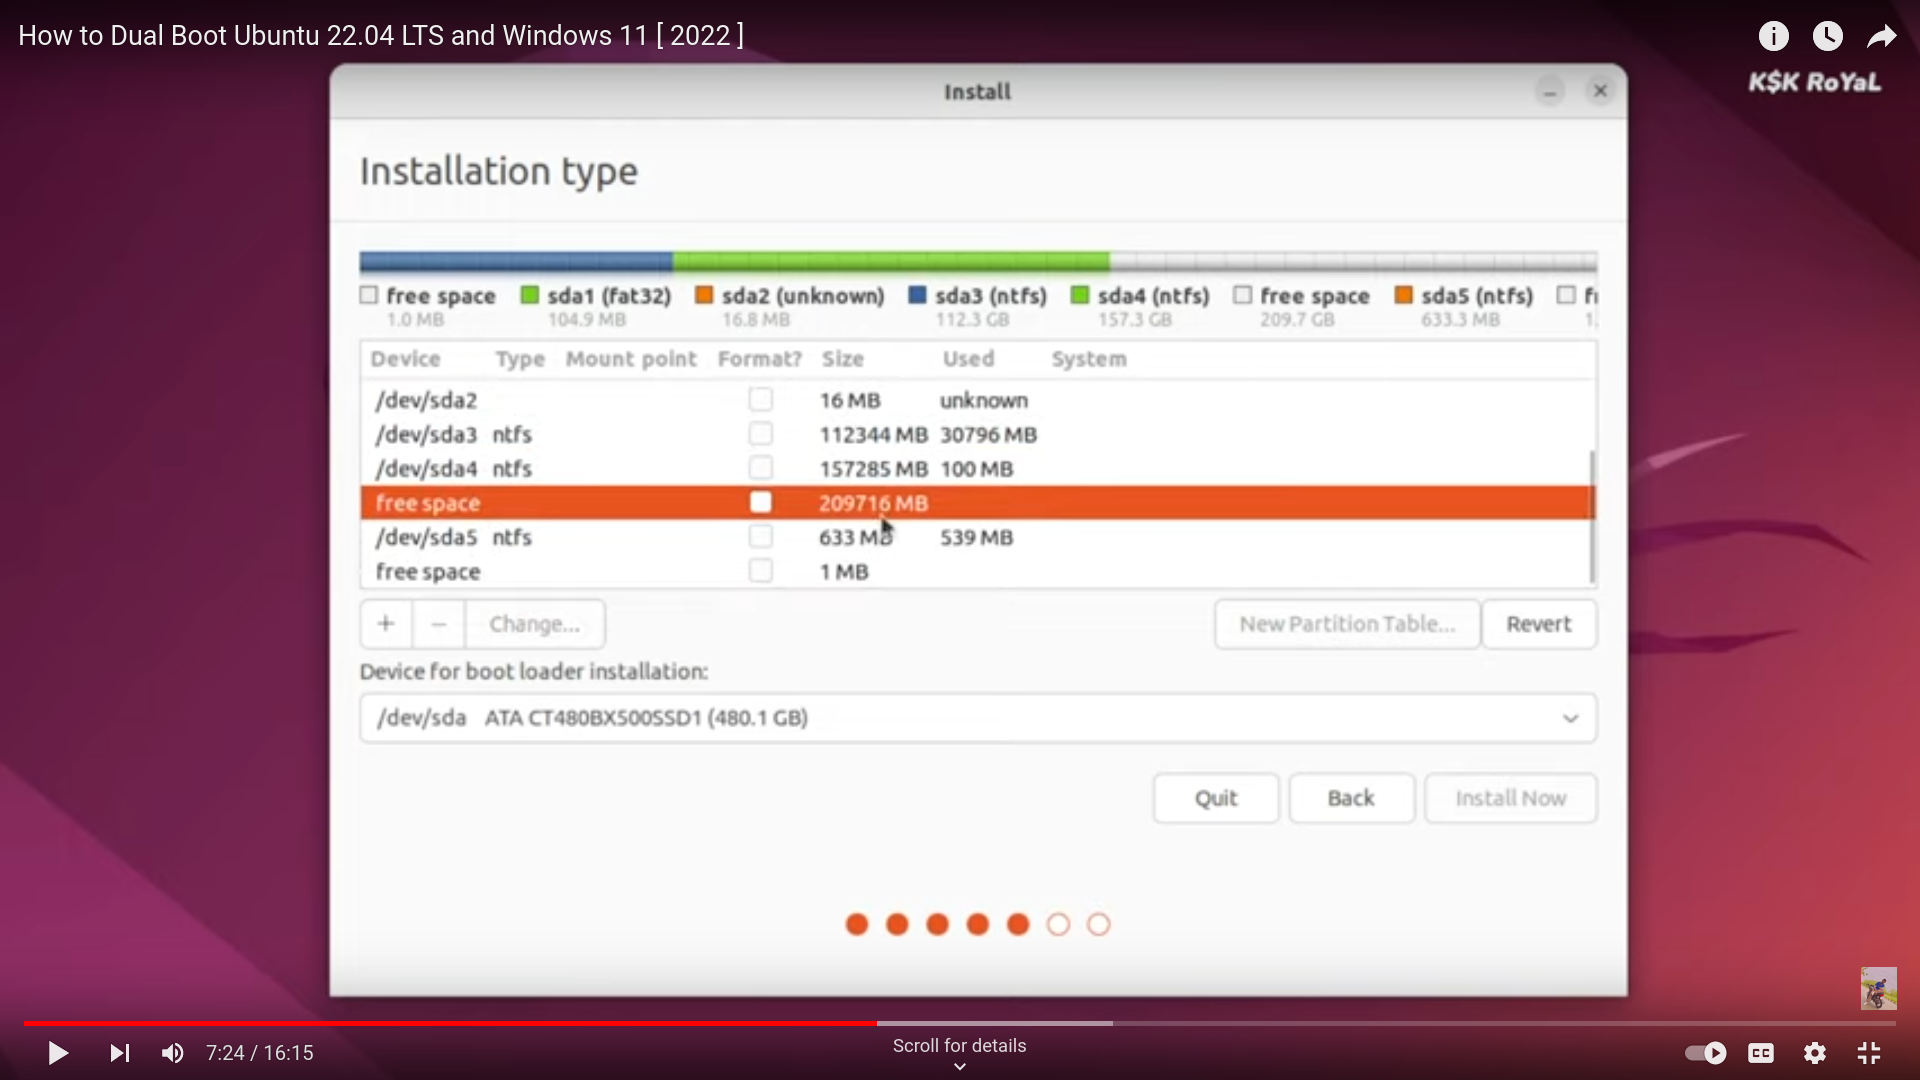 How to Dual Boot Ubuntu 22.04 LTS and Windows 11 [ 2022 ]
K$K RoYaL
Install
Installation type
free space sda1 (fat32) sda2 (unknown) sda3 (ntfs) sda4 (ntfs) free space sda5 (ntfs)
1.0 MB 104.9 MB 16.8 MB 112.3 GB 157.3 GB 209.7 GB 633.3 MB 1.
Device Type Mount point Format? Size Used System
/dev/sda2 16 MB unknown
/dev/sda3 ntfs 112344 MB 30796 MB
/dev/sda4 ntfs 157285 MB 100 MB
free space 209716 MB
/dev/sda5 ntfs 633 MB 539 MB
free space 1 MB
+ − Change... New Partition Table... Revert
Device for boot loader installation:
/dev/sda ATA CT480BX500SSD1 (480.1 GB)
Quit Back Install Now
7:24 / 16:15 Scroll for details CC